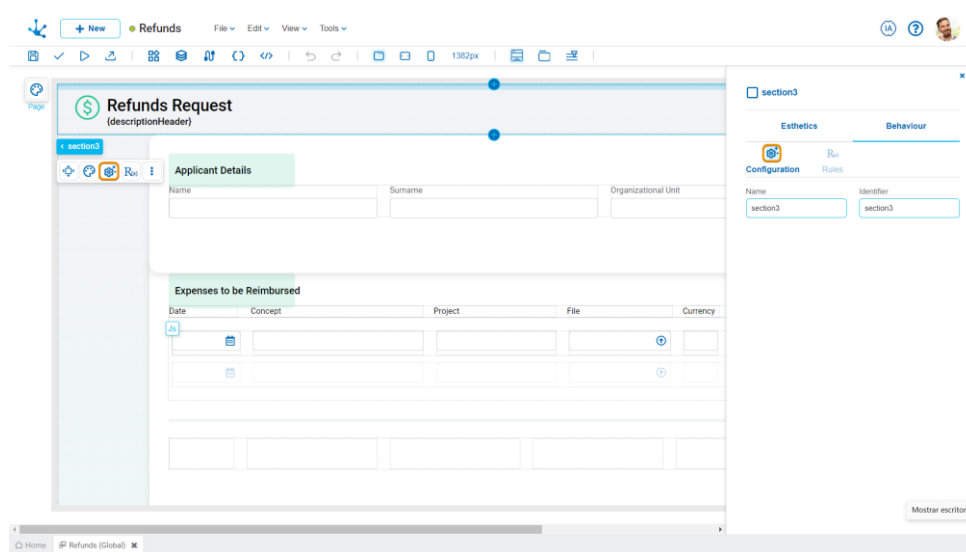 + New
Refunds
File Edit View Tools
IA
?
1382px
Page
$
Refunds Request
{descriptionHeader}
section3
R(x)
Applicant Details
Name Surname Organizational Unit
Expenses to be Reimbursed
Date Concept Project File Currency
Js
section3
Esthetics Behaviour
Configuration Rules
Name Identifier
section3 section3
Mostrar escritor
Home Refunds (Global)